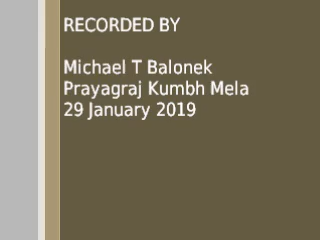 RECORDED BY
Michael T Balonek
Prayagraj Kumbh Mela
29 January 2019